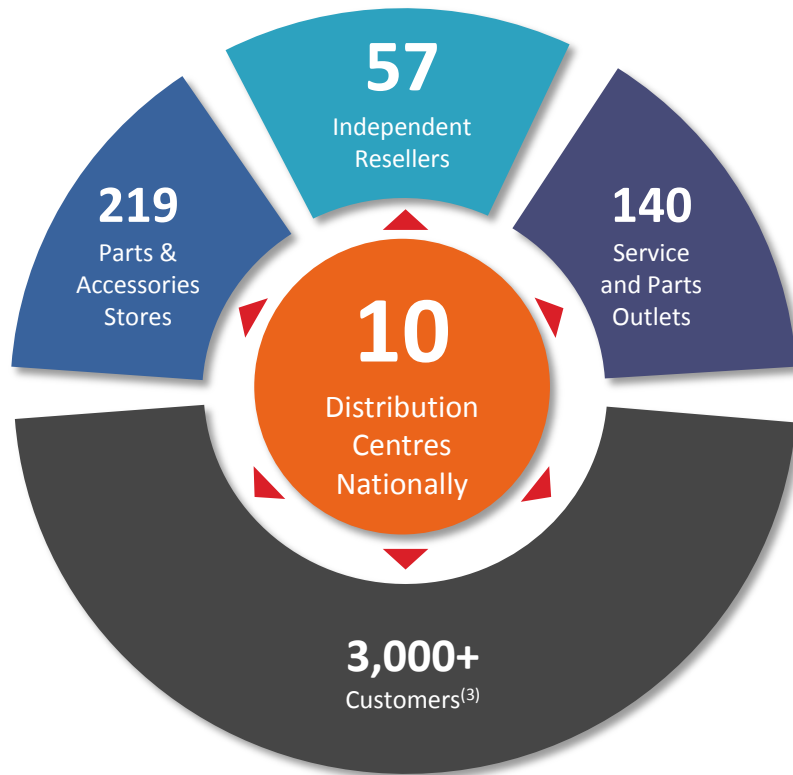 57
Independent
Resellers
219
Parts &
Accessories
Stores
140
Service
and Parts
Outlets
10
Distribution
Centres
Nationally
3,000+
Customers(3)